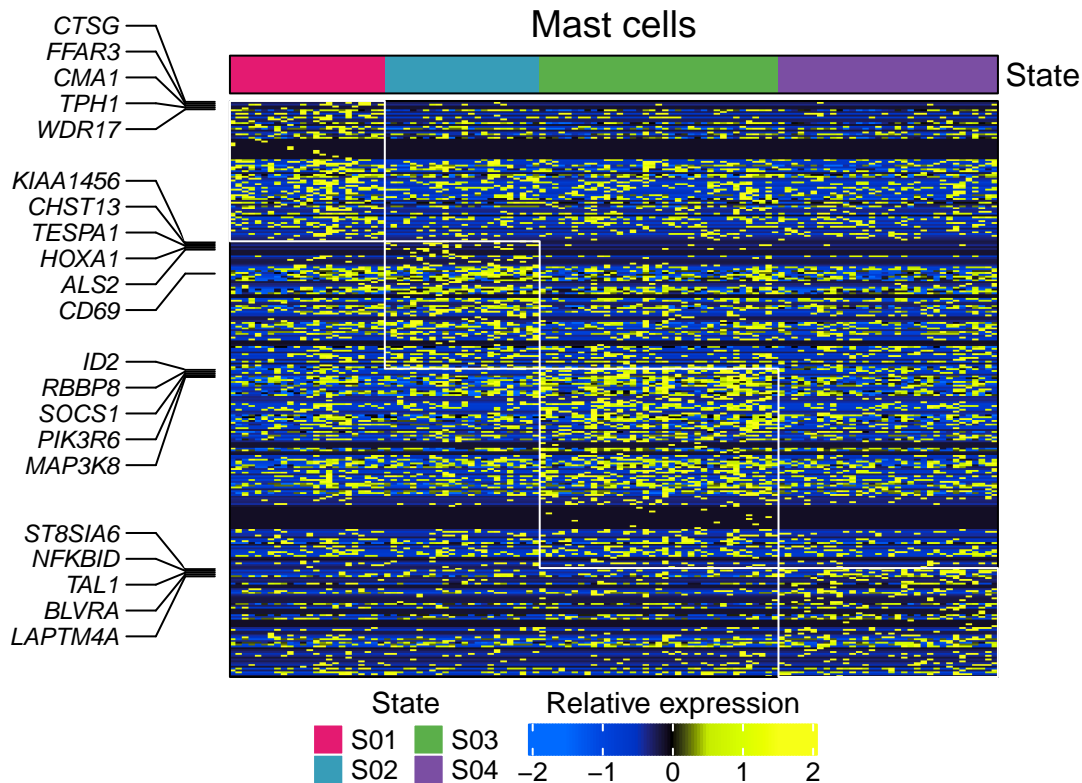 Mast cells
State
CTSG
FFAR3
CMA1
TPH1
WDR17
KIAA1456
CHST13
TESPA1
HOXA1
ALS2
CD69
ID2
RBBP8
SOCS1
PIK3R6
MAP3K8
ST8SIA6
NFKBID
TAL1
BLVRA
LAPTM4A
State
S01
S03
S02
S04
Relative expression
−2 −1 0 1 2